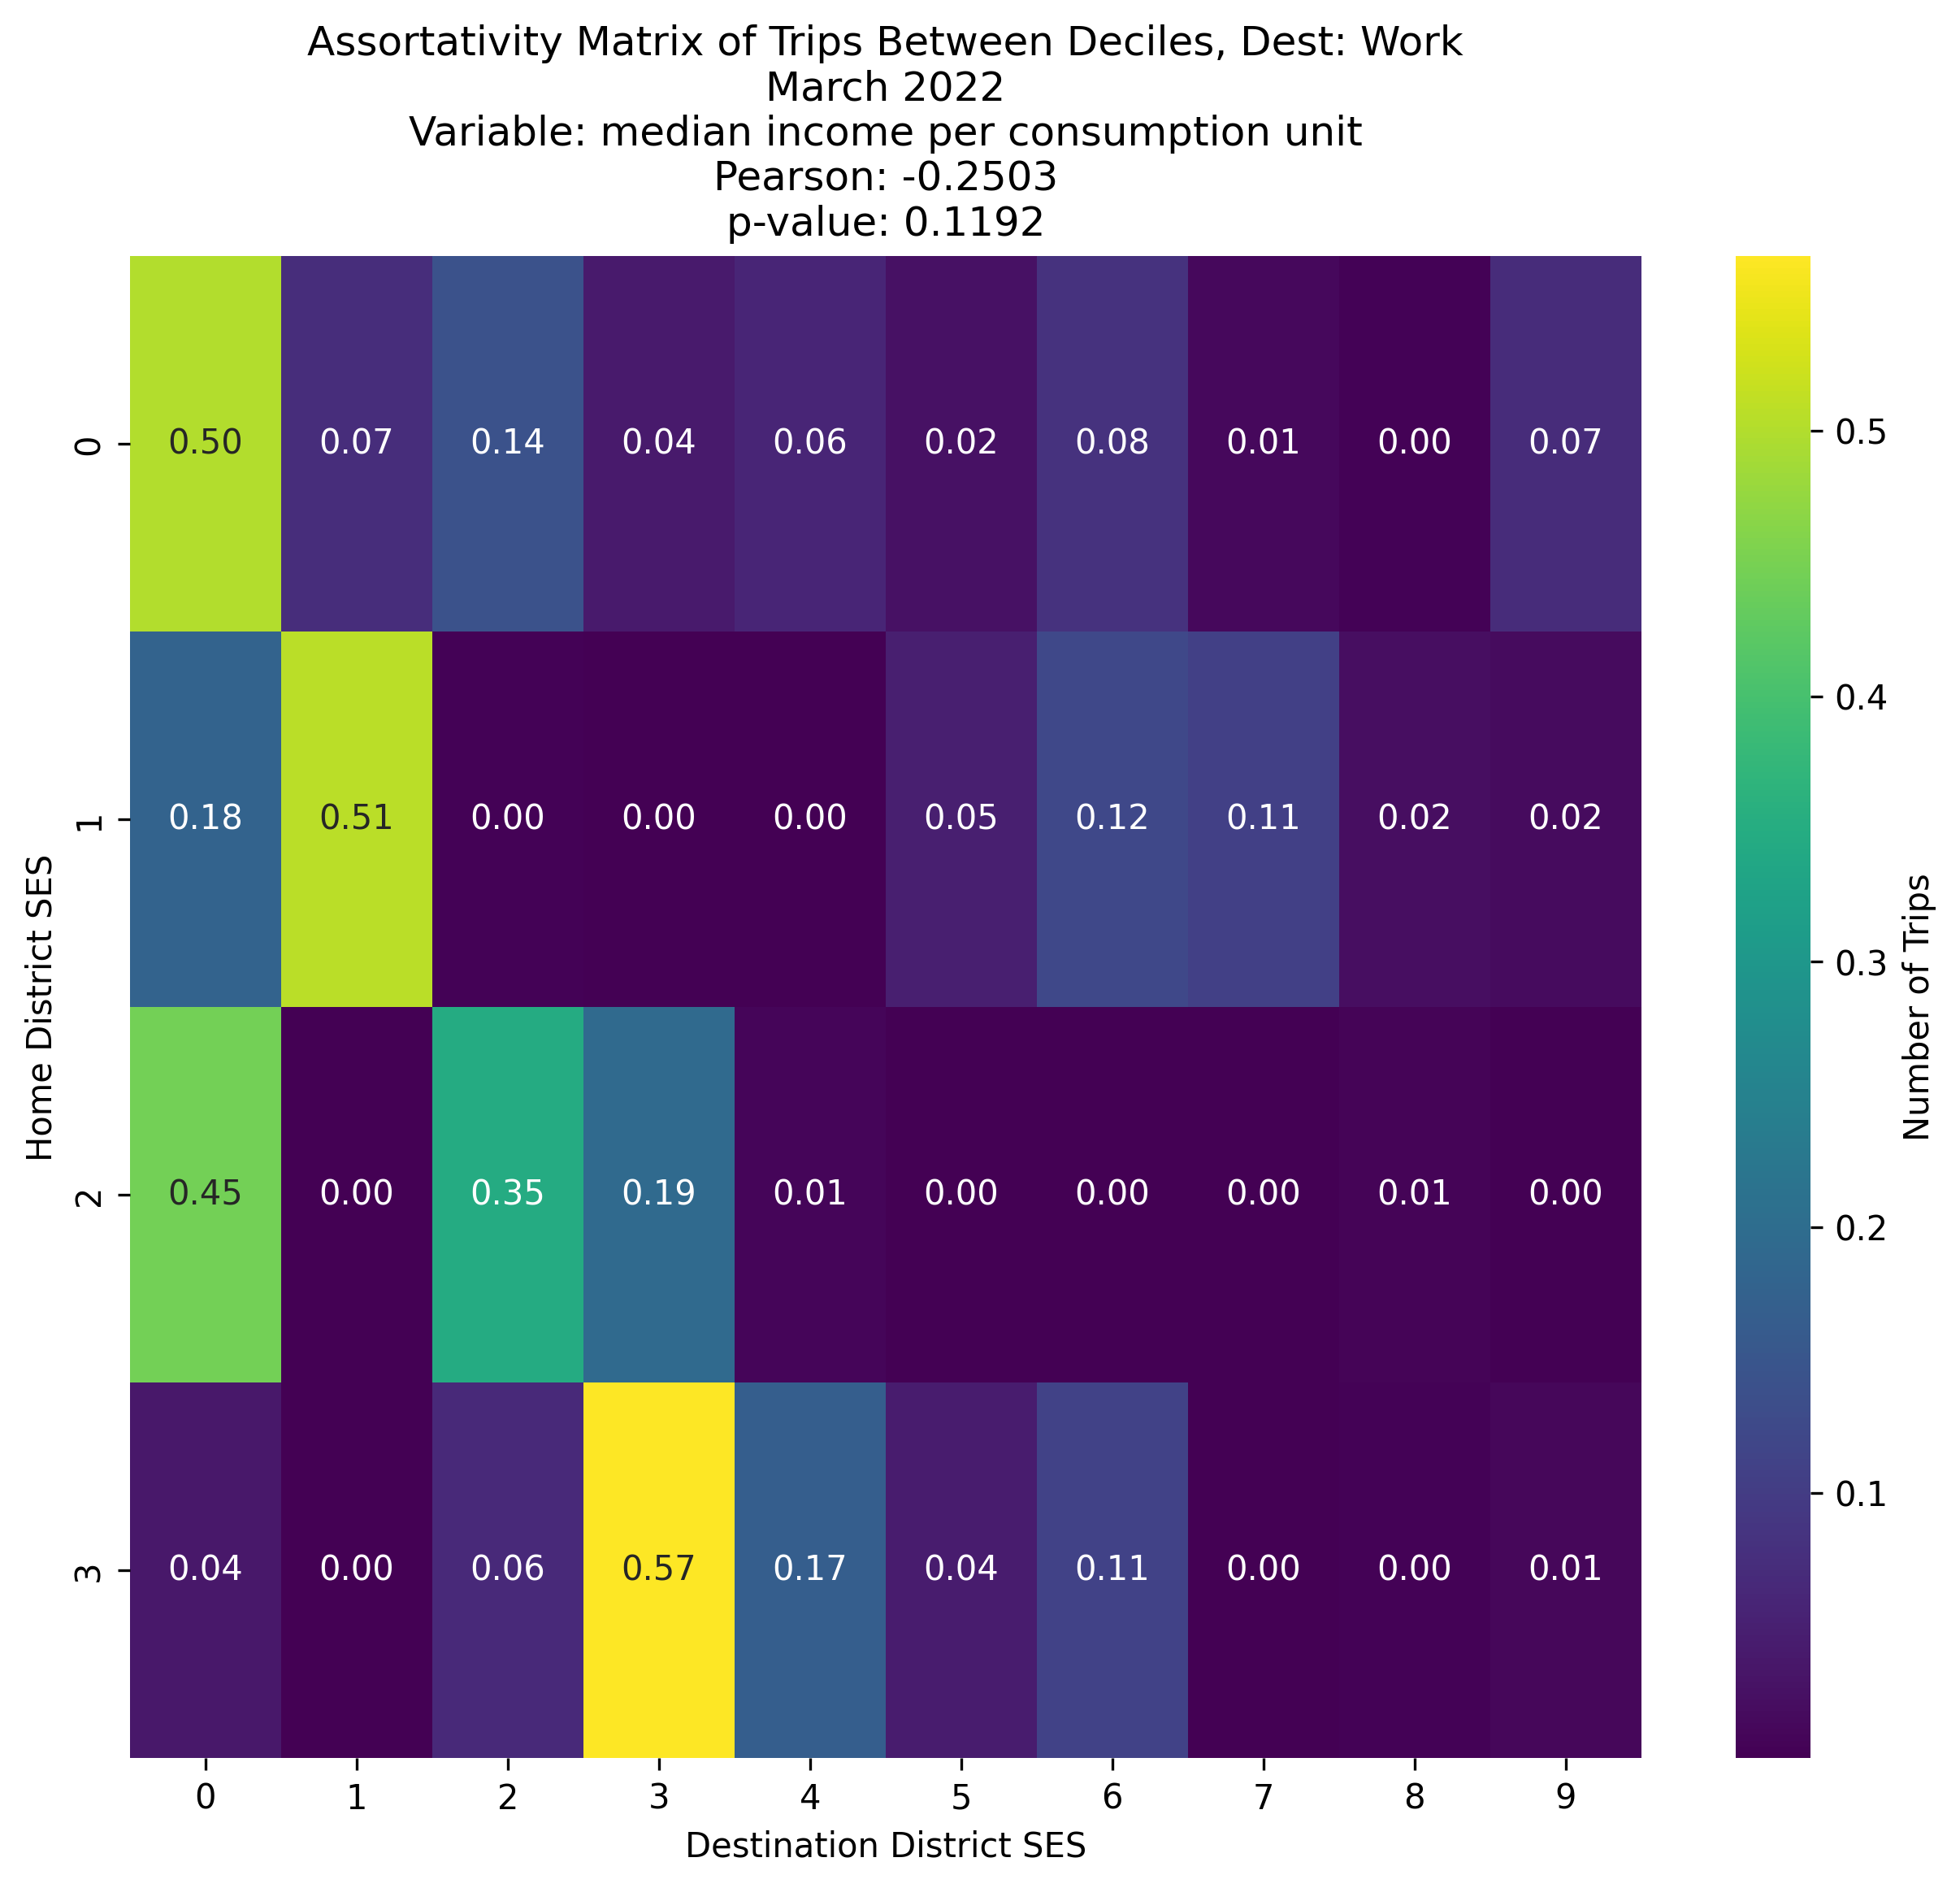 Assortativity Matrix of Trips Between Deciles, Dest: Work
March 2022
Variable: median income per consumption unit
Pearson: -0.2503
p-value: 0.1192
Home District SES
0 0.50 0.07 0.14 0.04 0.06 0.02 0.08 0.01 0.00 0.07
1 0.18 0.51 0.00 0.00 0.00 0.05 0.12 0.11 0.02 0.02
2 0.45 0.00 0.35 0.19 0.01 0.00 0.00 0.00 0.01 0.00
3 0.04 0.00 0.06 0.57 0.17 0.04 0.11 0.00 0.00 0.01
0 1 2 3 4 5 6 7 8 9
Destination District SES
0.5
0.4
0.3
0.2
0.1
Number of Trips